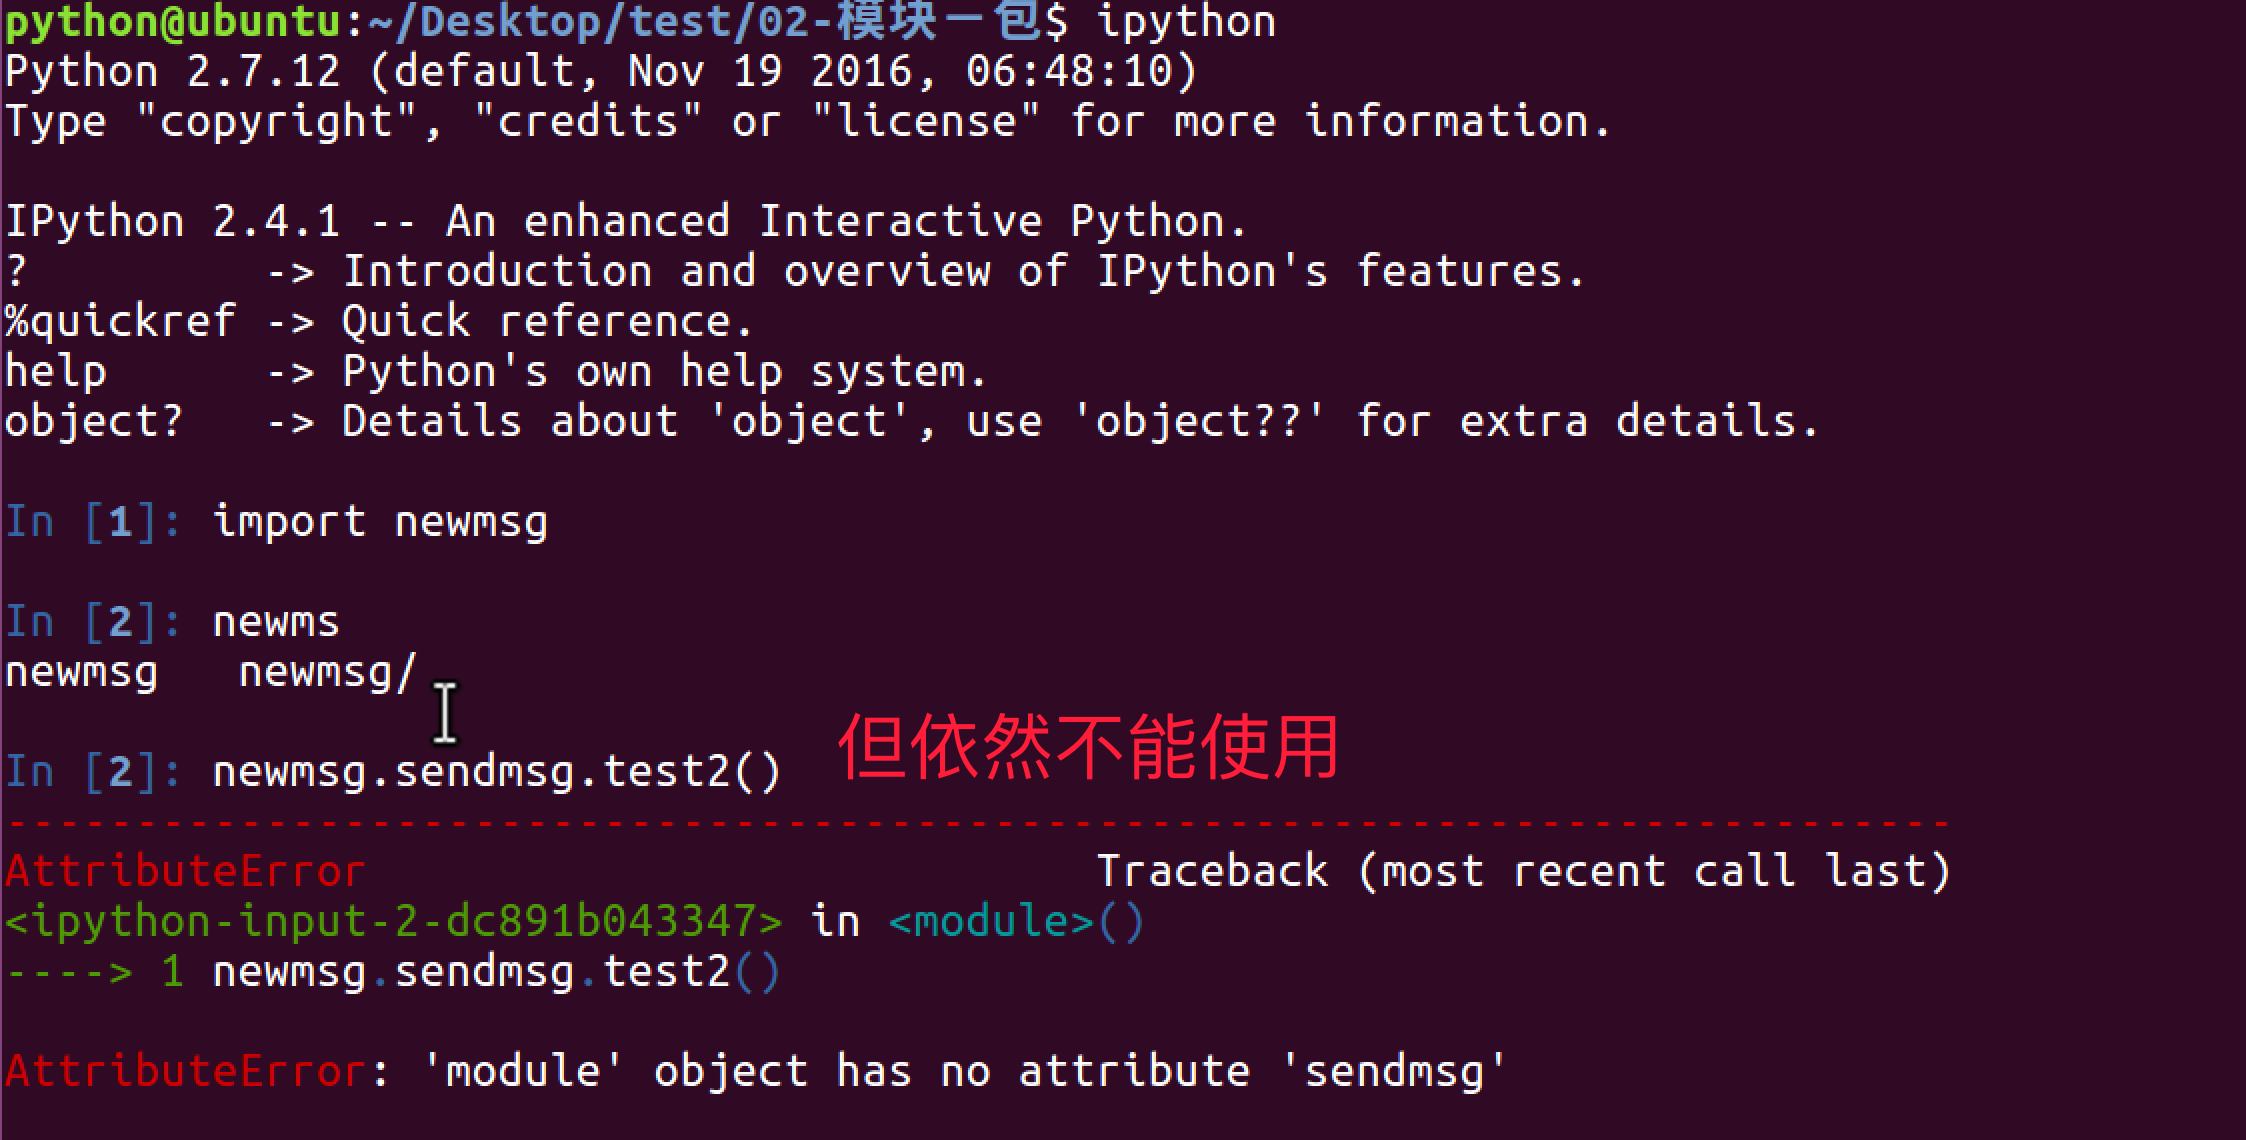 python@ubuntu:~/Desktop/test/02-模块－包$ ipython
Python 2.7.12 (default, Nov 19 2016, 06:48:10)
Type "copyright", "credits" or "license" for more information.
IPython 2.4.1 -- An enhanced Interactive Python.
?         -> Introduction and overview of IPython's features.
%quickref -> Quick reference.
help      -> Python's own help system.
object?   -> Details about 'object', use 'object??' for extra details.
In [1]: import newmsg
In [2]: newms
newmsg   newmsg/
In [2]: newmsg.sendmsg.test2() 但依然不能使用
---------------------------------------------------------------------------
AttributeError                            Traceback (most recent call last)
<ipython-input-2-dc891b043347> in <module>()
----> 1 newmsg.sendmsg.test2()
AttributeError: 'module' object has no attribute 'sendmsg'